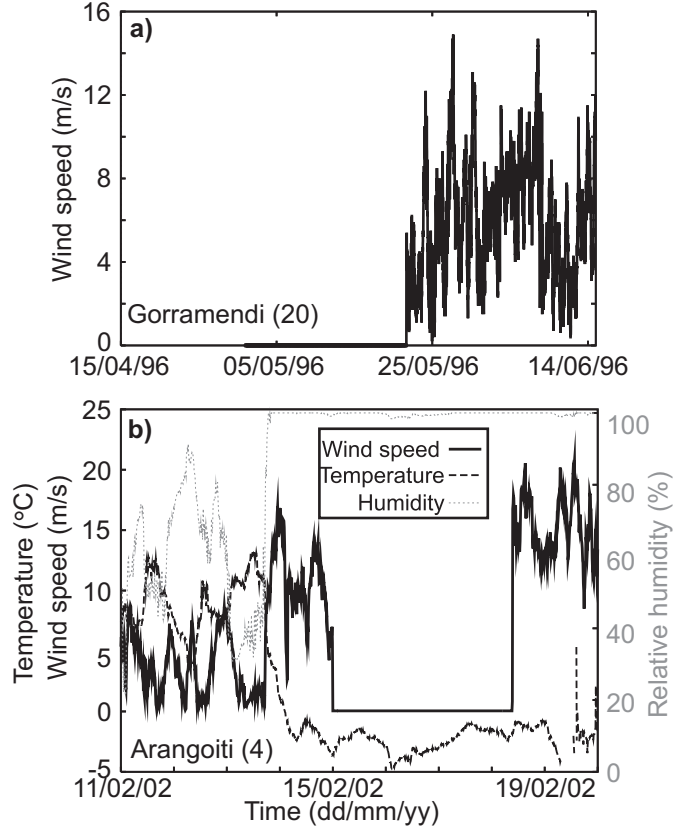 a)
16
12
8
4
0
Wind speed (m/s)
Gorramendi (20)
15/04/96 05/05/96 25/05/96 14/06/96
b)
25
20
15
10
5
0
-5
Temperature (ºC)
Wind speed (m/s)
Wind speed
Temperature
Humidity
100
80
60
40
20
0
Relative humidity (%)
Arangoiti (4)
11/02/02 15/02/02 19/02/02
Time (dd/mm/yy)